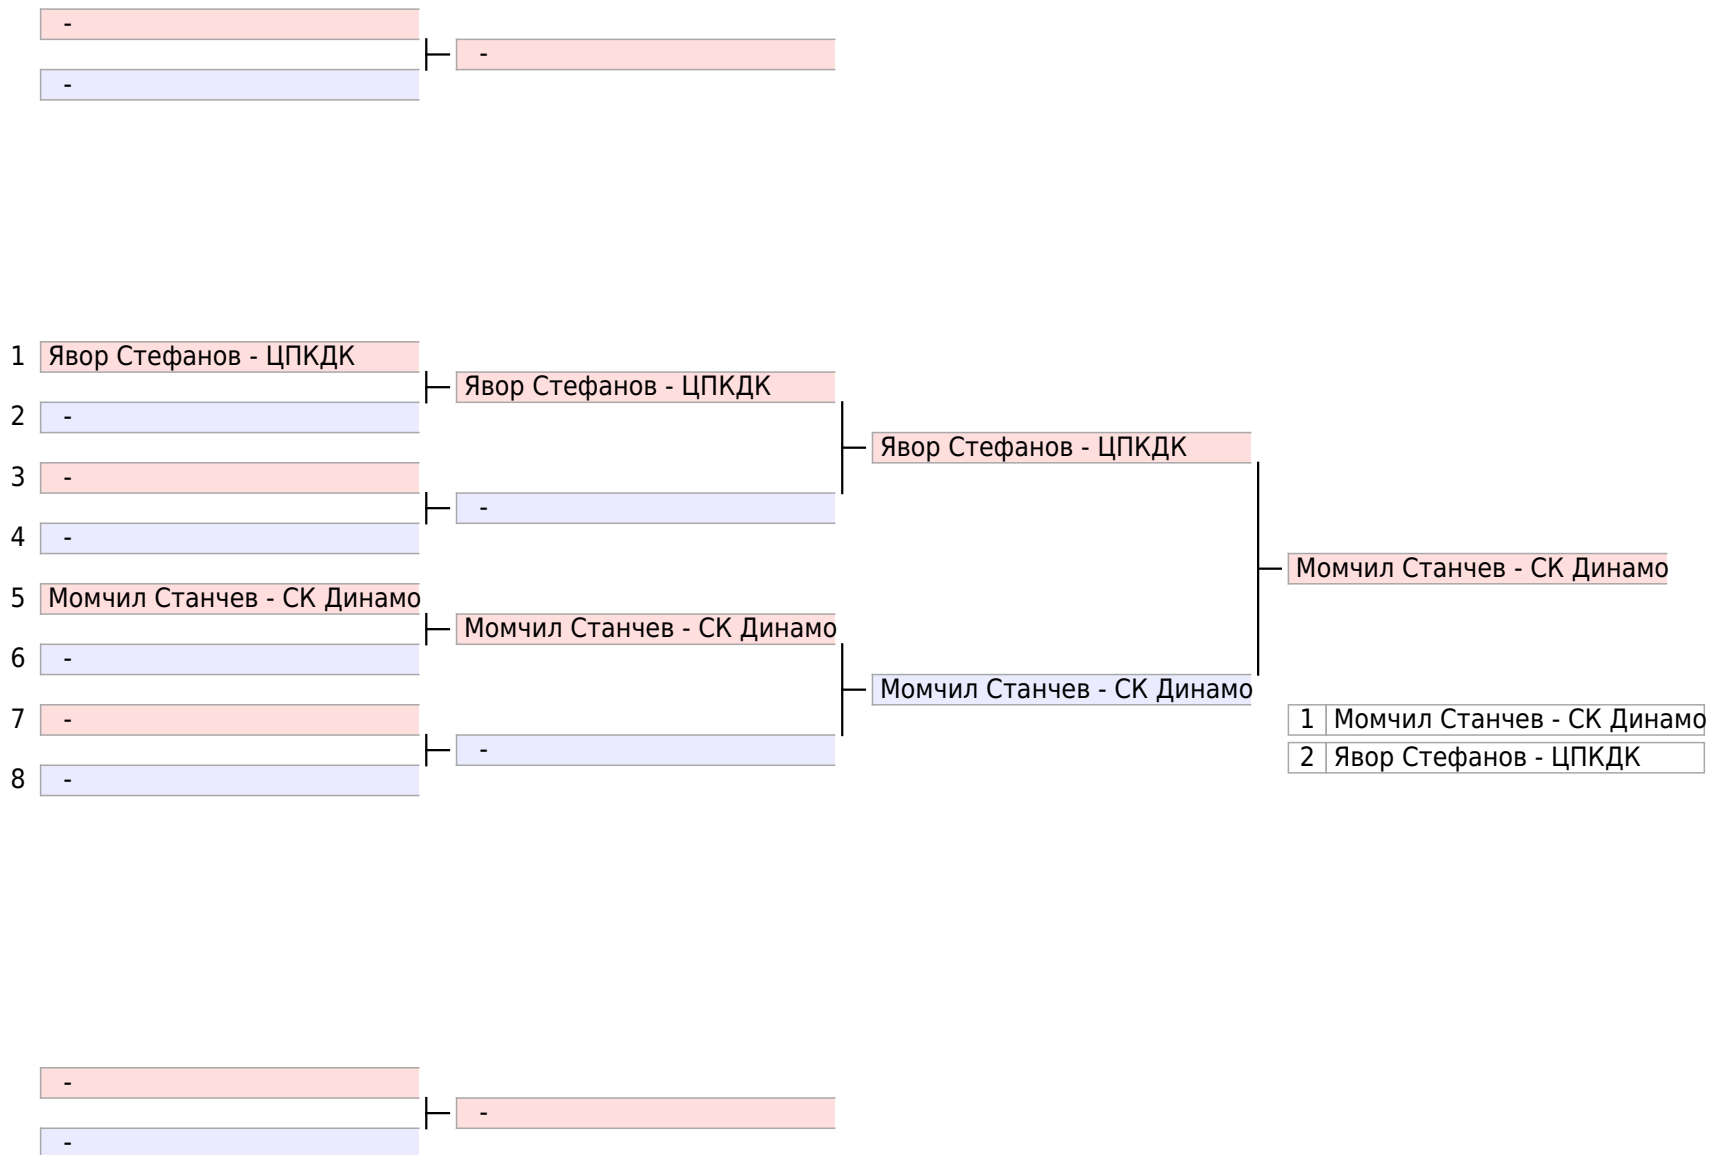 -
-
-
1 Явор Стефанов - ЦПКДК
Явор Стефанов - ЦПКДК
2 -
Явор Стефанов - ЦПКДК
3 -
-
4 -
Момчил Станчев - СК Динамо
5 Момчил Станчев - СК Динамо
Момчил Станчев - СК Динамо
6 -
Момчил Станчев - СК Динамо
7 -
1 Момчил Станчев - СК Динамо
-
2 Явор Стефанов - ЦПКДК
8 -
-
-
-